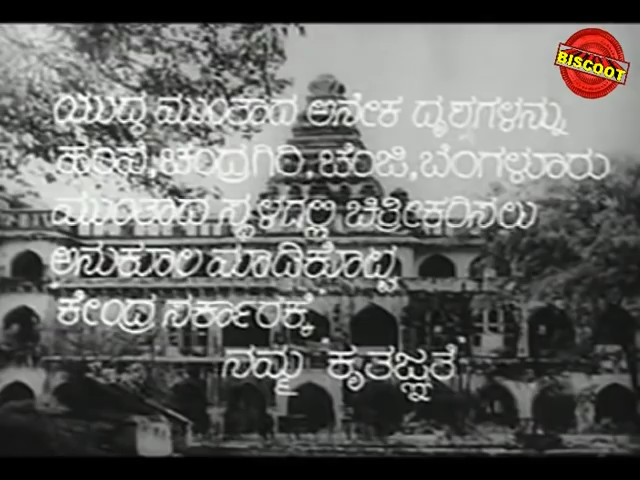 BISCOOT
ಯುದ್ಧ ಮುಂತಾದ ಅನೇಕ ದೃಶ್ಯಗಳನ್ನು
ಹಂಪೆ, ಚಂದ್ರಗಿರಿ, ಚೆಂಜಿ, ಬೆಂಗಳೂರು
ಮುಂತಾದ ಸ್ಥಳದಲ್ಲಿ ಚಿತ್ರೀಕರಿಸಲು
ಅನುಕೂಲ ಮಾಡಿಕೊಟ್ಟ
ಕೇಂದ್ರ ಸರ್ಕಾರಕ್ಕೆ
ನಮ್ಮ ಕೃತಜ್ಞತೆ